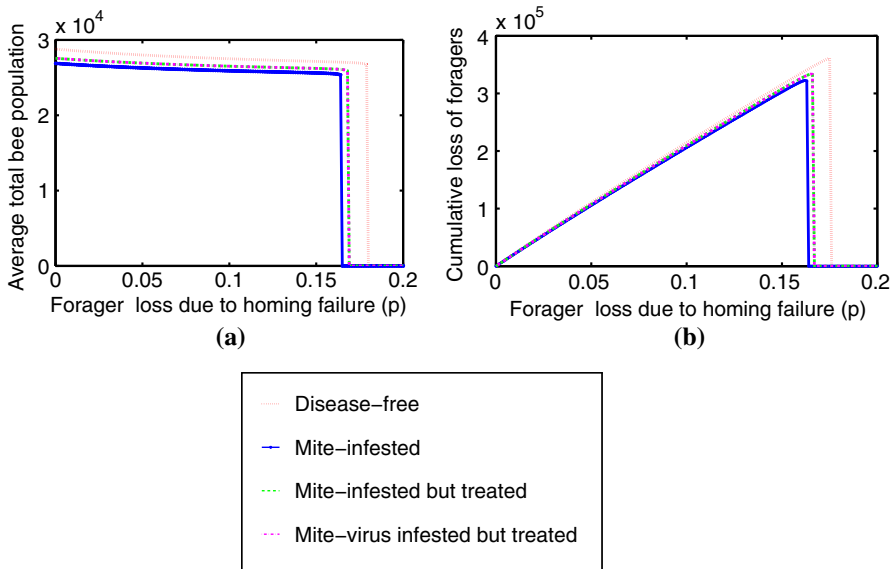 x 10^4
3
2
1
0
0
0.05
0.1
0.15
0.2
Average total bee population
Forager loss due to homing failure (p)
(a)
x 10^5
4
3
2
1
0
0
0.05
0.1
0.15
0.2
Cumulative loss of foragers
Forager loss due to homing failure (p)
(b)
Disease-free
Mite-infested
Mite-infested but treated
Mite-virus infested but treated